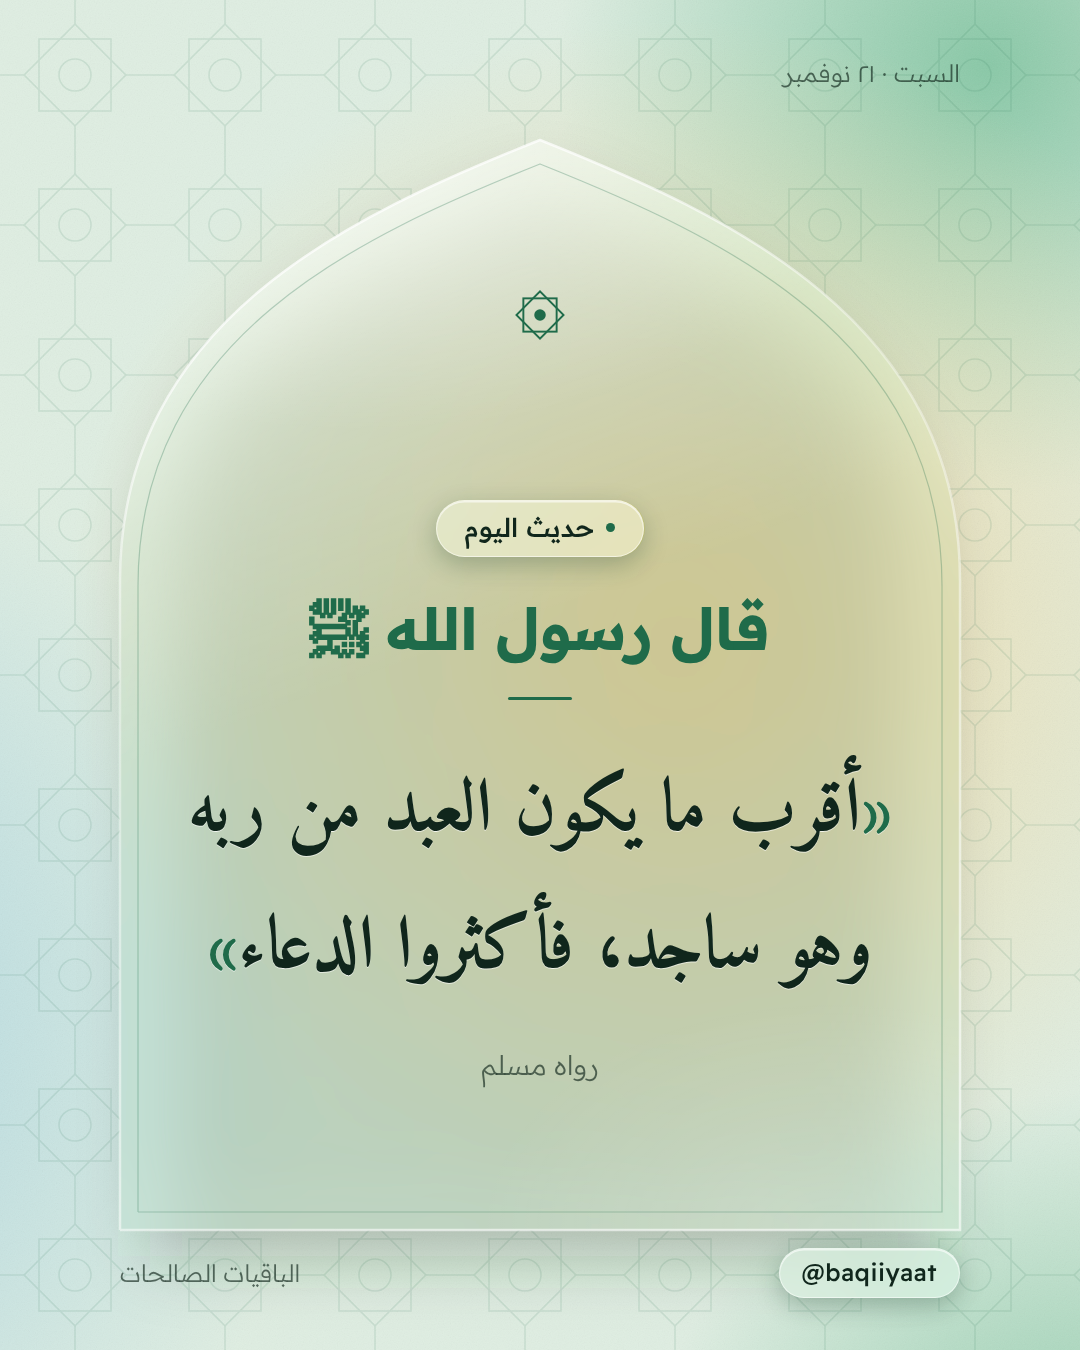 السبت · ٢١ نوفمبر
حديث اليوم
قال رسول الله ﷺ
«أقرب ما يكون العبد من ربه
وهو ساجد، فأكثروا الدعاء»
رواه مسلم
@baqiiyaat
الباقيات الصالحات